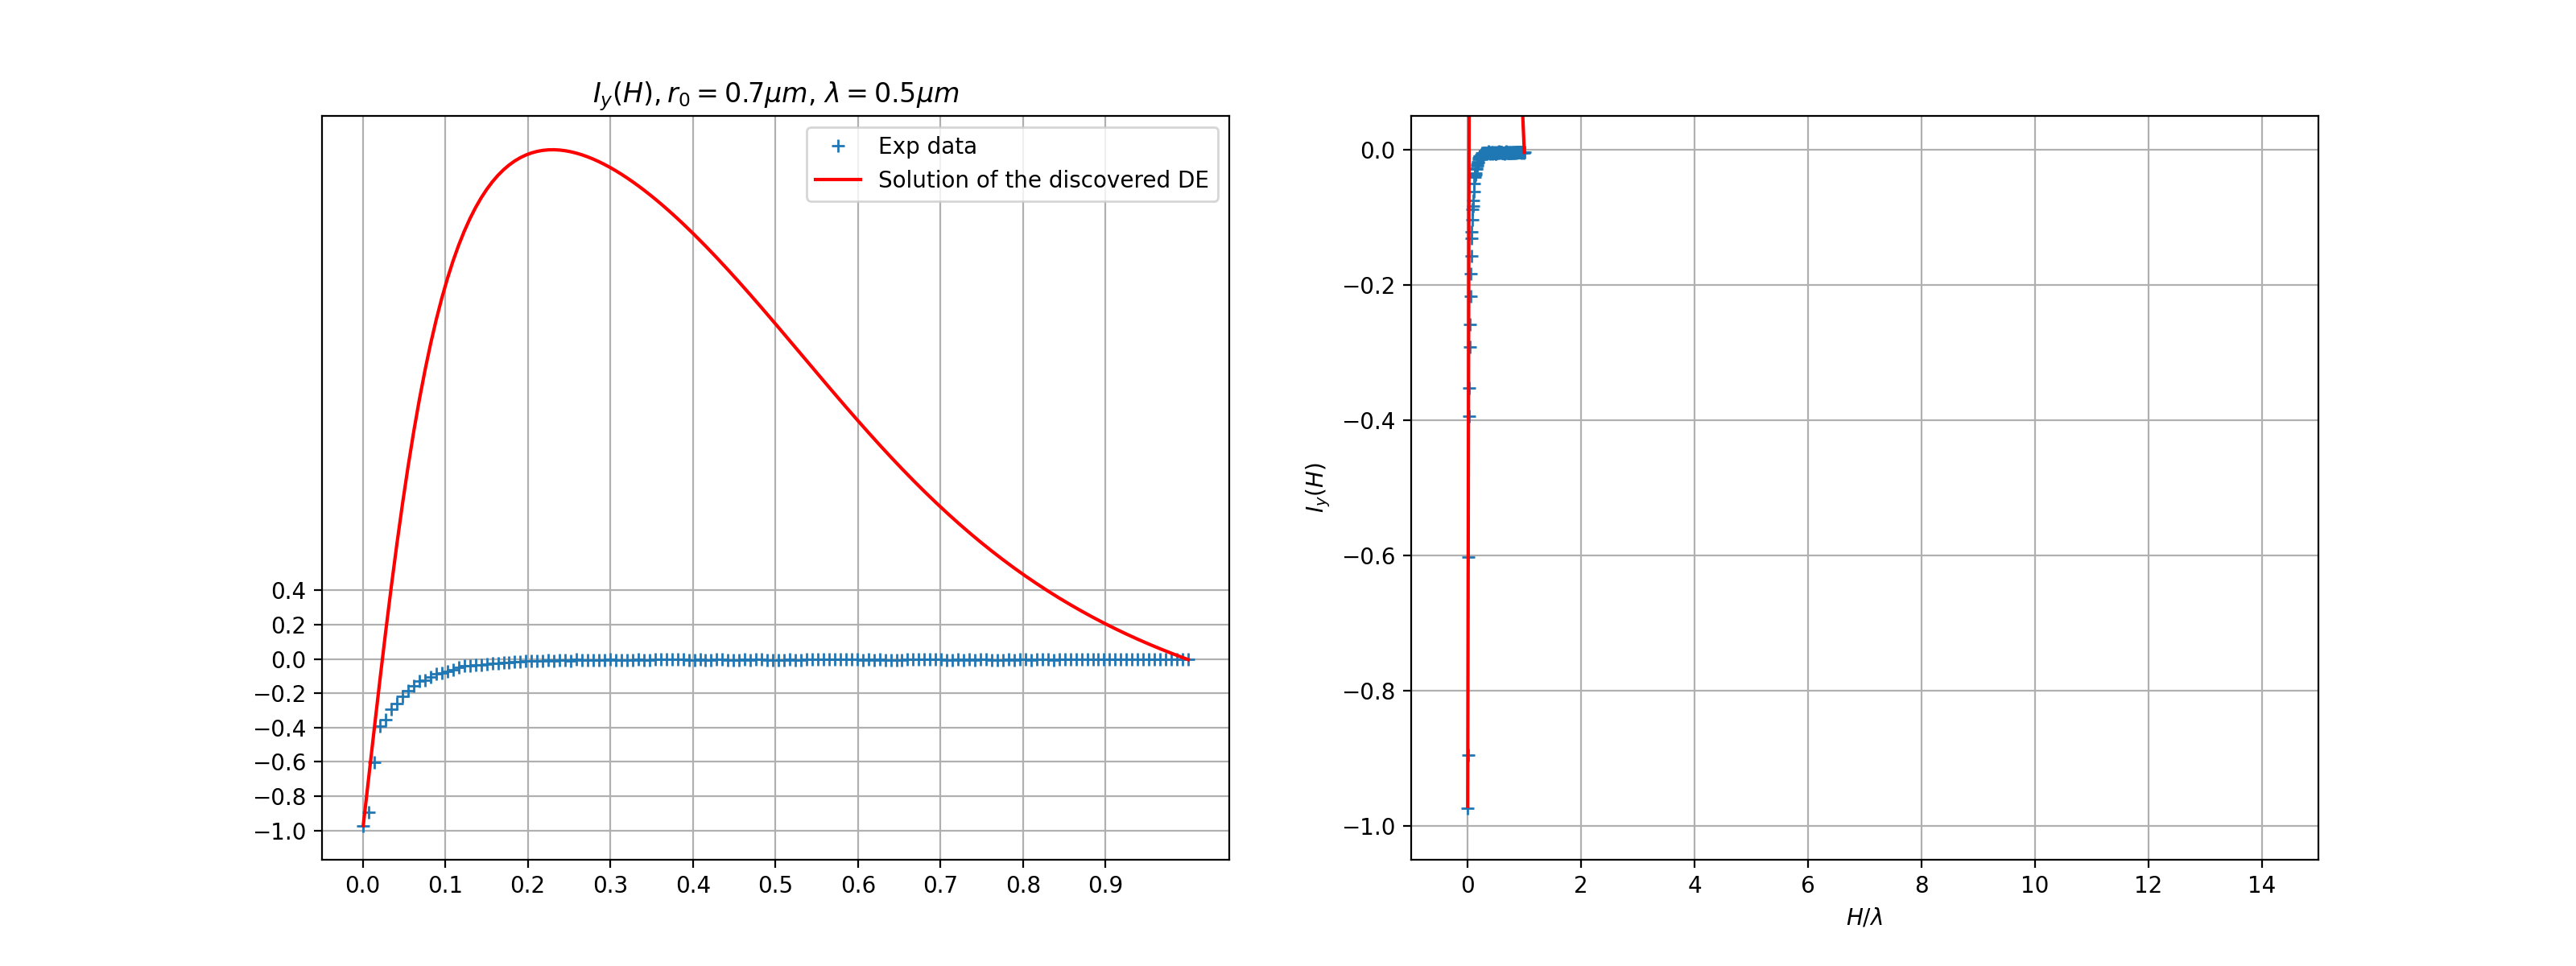 I_y(H), r_0 = 0.7μm, λ = 0.5μm
Exp data
Solution of the discovered DE
0.4
0.2
0.0
−0.2
−0.4
−0.6
−0.8
−1.0
0.0 0.1 0.2 0.3 0.4 0.5 0.6 0.7 0.8 0.9
I_y(H)
0.0
−0.2
−0.4
−0.6
−0.8
−1.0
0 2 4 6 8 10 12 14
H/λ